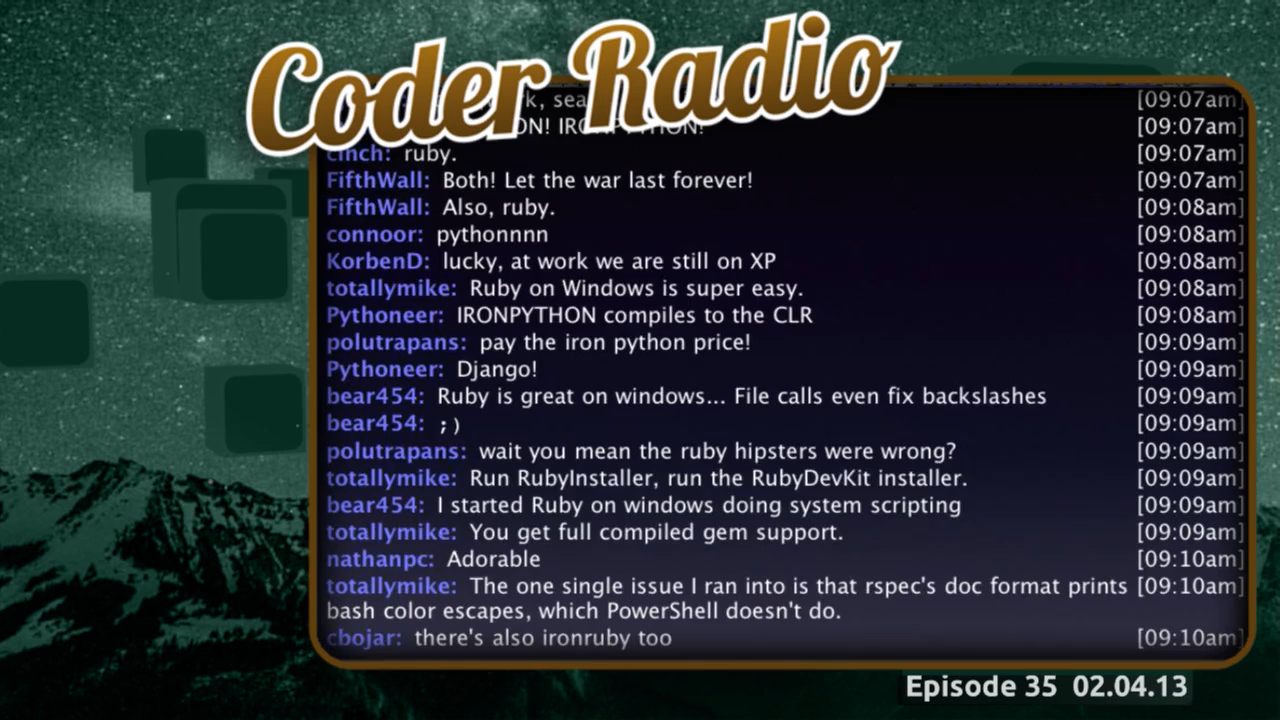 Coder Radio
k, sea [09:07am]
ON! IRONPYTHON! [09:07am]
cinch: ruby. [09:07am]
FifthWall: Both! Let the war last forever! [09:07am]
FifthWall: Also, ruby. [09:08am]
connoor: pythonnnn [09:08am]
KorbenD: lucky, at work we are still on XP [09:08am]
totallymike: Ruby on Windows is super easy. [09:08am]
Pythoneer: IRONPYTHON compiles to the CLR [09:08am]
polutrapans: pay the iron python price! [09:09am]
Pythoneer: Django! [09:09am]
bear454: Ruby is great on windows... File calls even fix backslashes [09:09am]
bear454: ;) [09:09am]
polutrapans: wait you mean the ruby hipsters were wrong? [09:09am]
totallymike: Run RubyInstaller, run the RubyDevKit installer. [09:09am]
bear454: I started Ruby on windows doing system scripting [09:09am]
totallymike: You get full compiled gem support. [09:09am]
nathanpc: Adorable [09:10am]
totallymike: The one single issue I ran into is that rspec's doc format prints [09:10am]
bash color escapes, which PowerShell doesn't do.
cbojar: there's also ironruby too [09:10am]
Episode 35 02.04.13